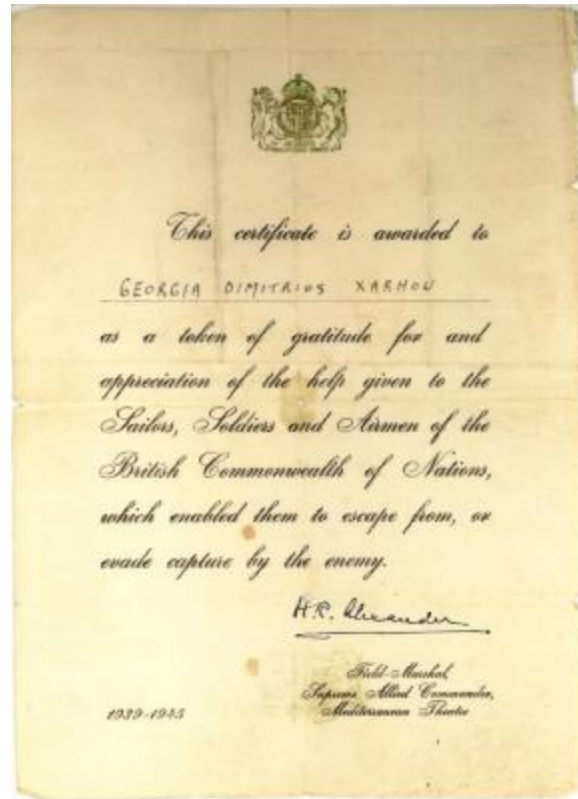 This certificate is awarded to
GEORGIA DIMITRIOS XARHOU
as a token of gratitude for and
appreciation of the help given to the
Sailors, Soldiers and Airmen of the
British Commonwealth of Nations,
which enabled them to escape from, or
evade capture by the enemy.
H.R. Alexander
Field-Marshal,
Supreme Allied Commander,
1939-1945 Mediterranean Theatre